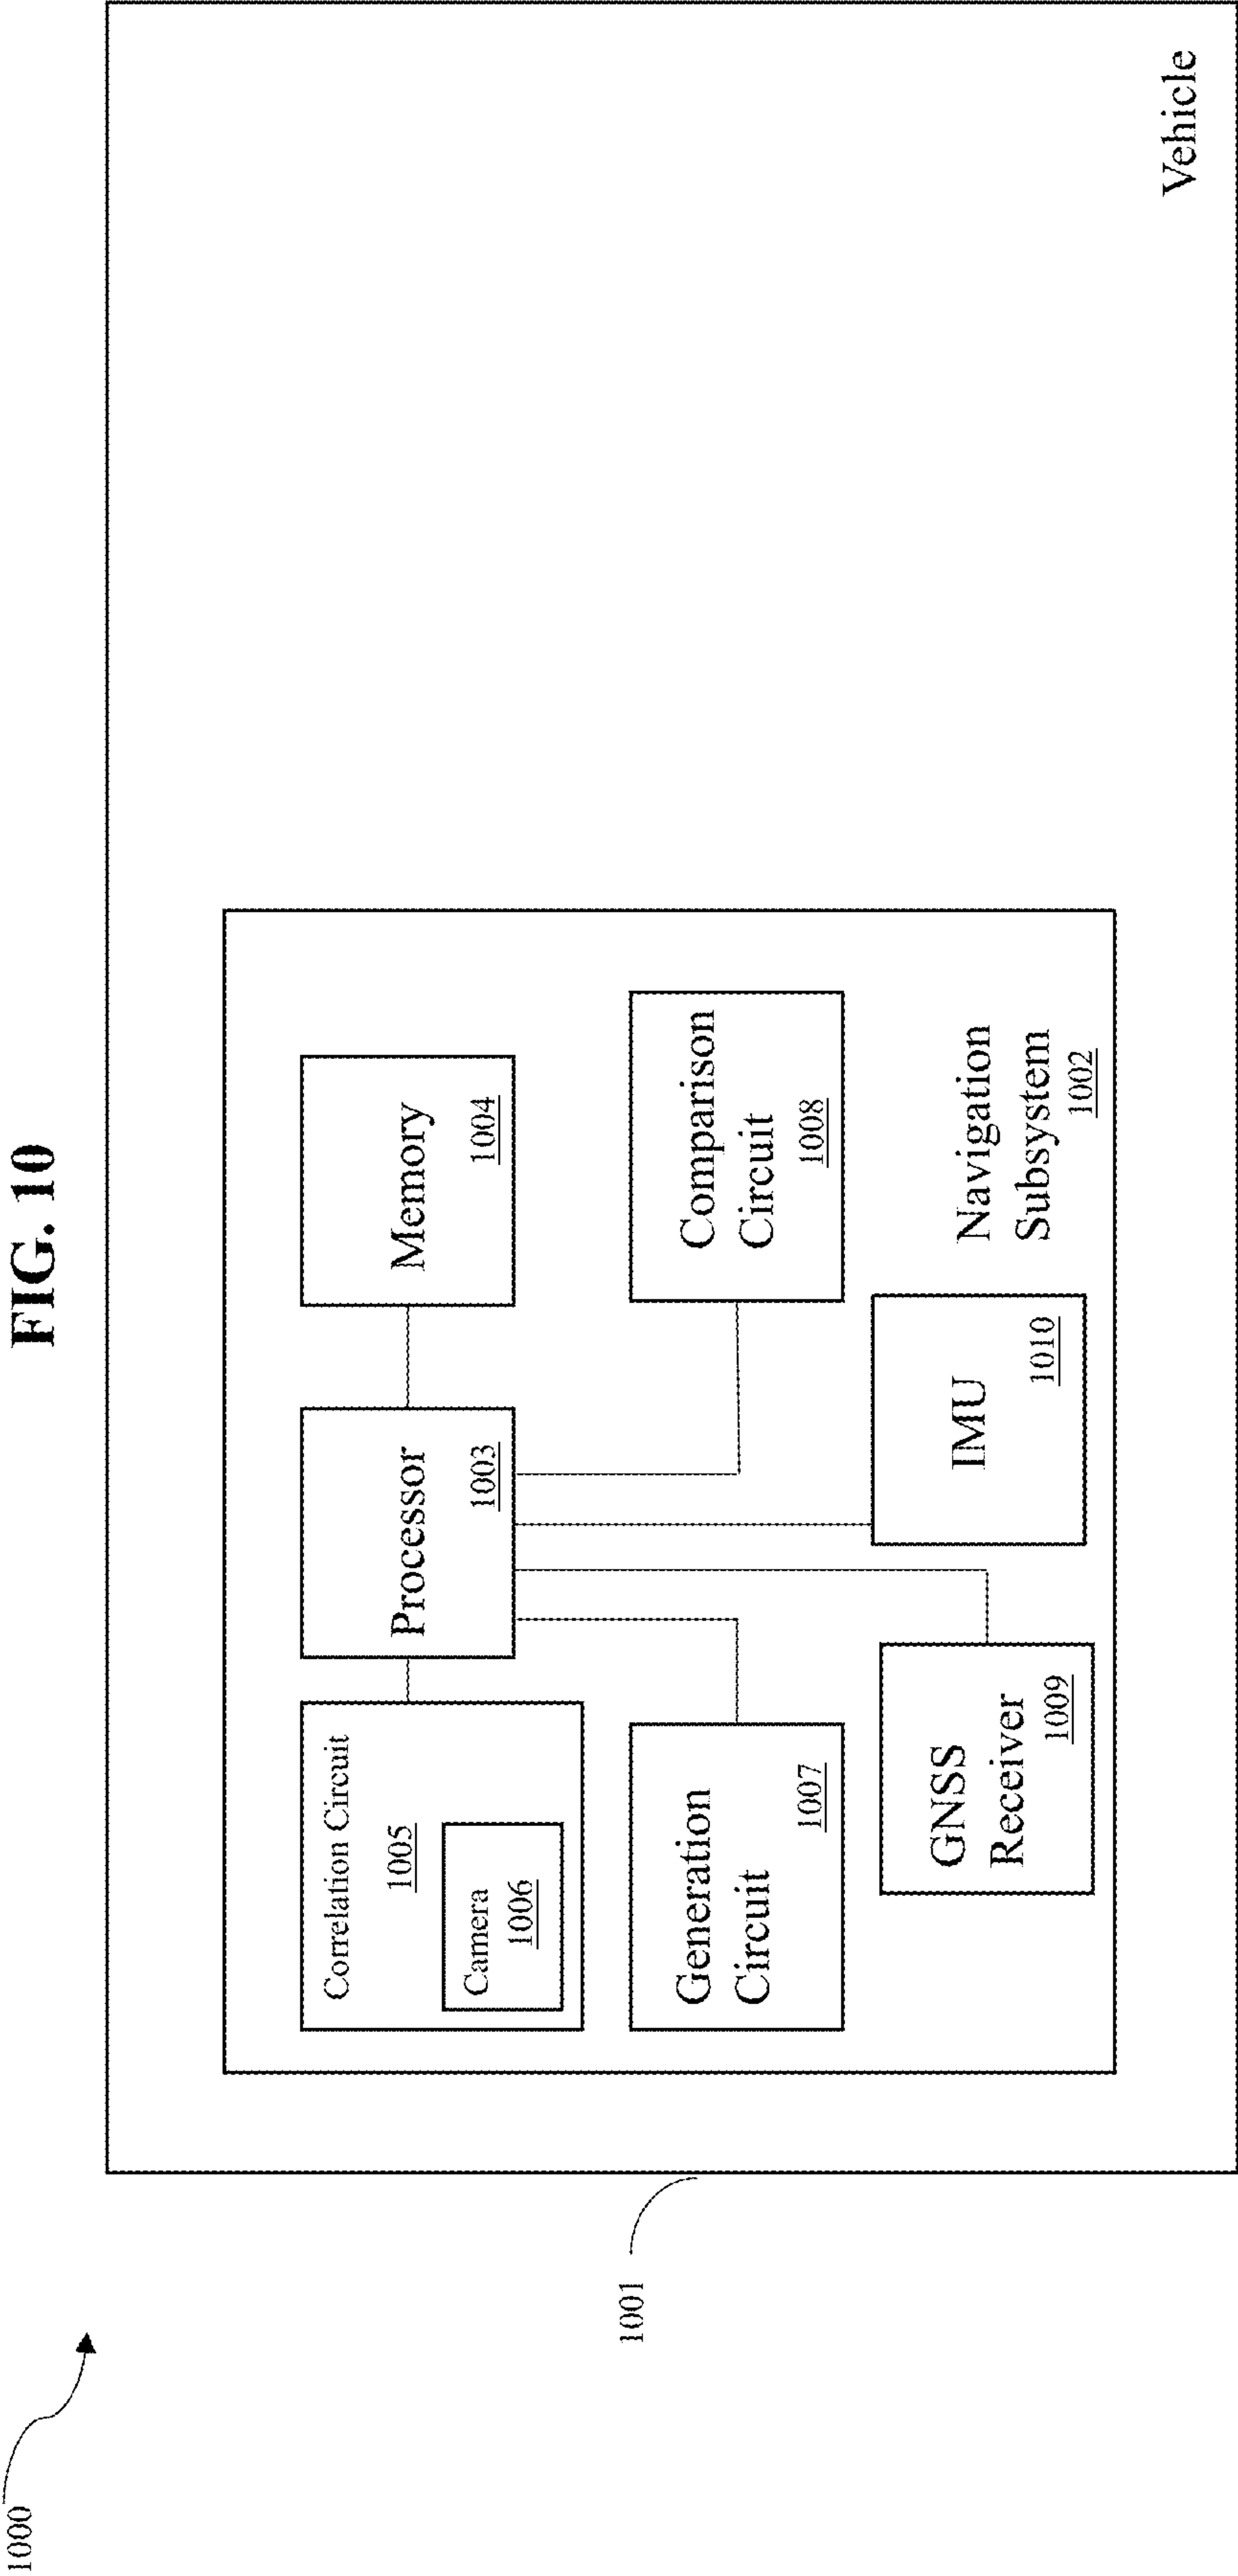 FIG. 10
1000
1001
Correlation Circuit
1005
Camera
1006
Processor
1003
Memory
1004
Generation
Circuit
1007
Comparison
Circuit
1008
GNSS
Receiver
1009
IMU
1010
Navigation
Subsystem
1002
Vehicle